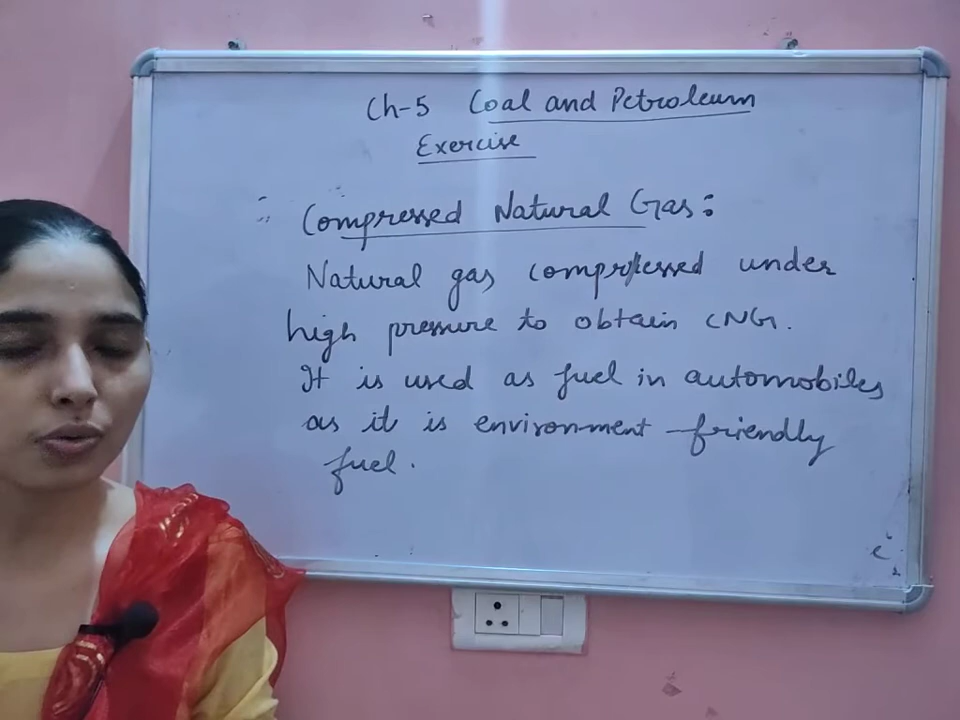 Ch-5 Coal and Petroleum
Exercise
Compressed Natural Gas:
Natural gas compressed under
high pressure to obtain CNG.
It is used as fuel in automobiles
as it is environment friendly
fuel.